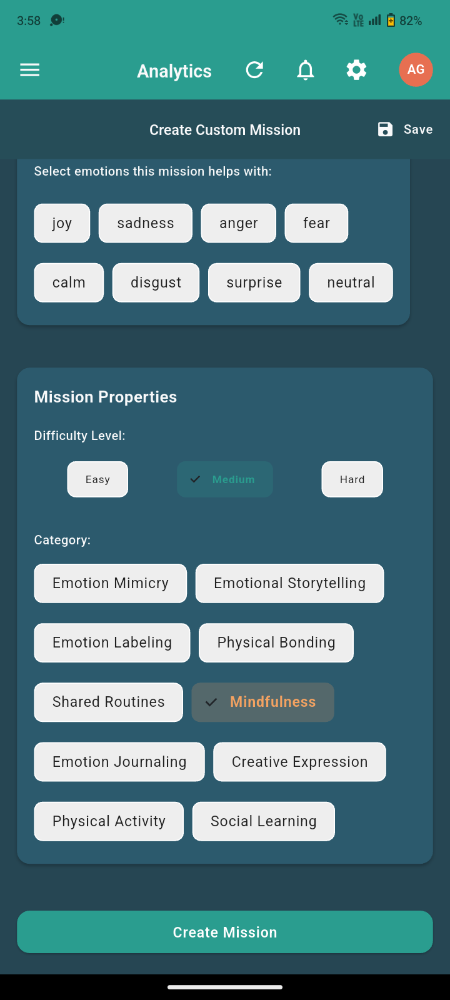 3:58 82%
Analytics AG
Create Custom Mission Save
Select emotions this mission helps with:
joy sadness anger fear
calm disgust surprise neutral
Mission Properties
Difficulty Level:
Easy Medium Hard
Category:
Emotion Mimicry Emotional Storytelling
Emotion Labeling Physical Bonding
Shared Routines Mindfulness
Emotion Journaling Creative Expression
Physical Activity Social Learning
Create Mission